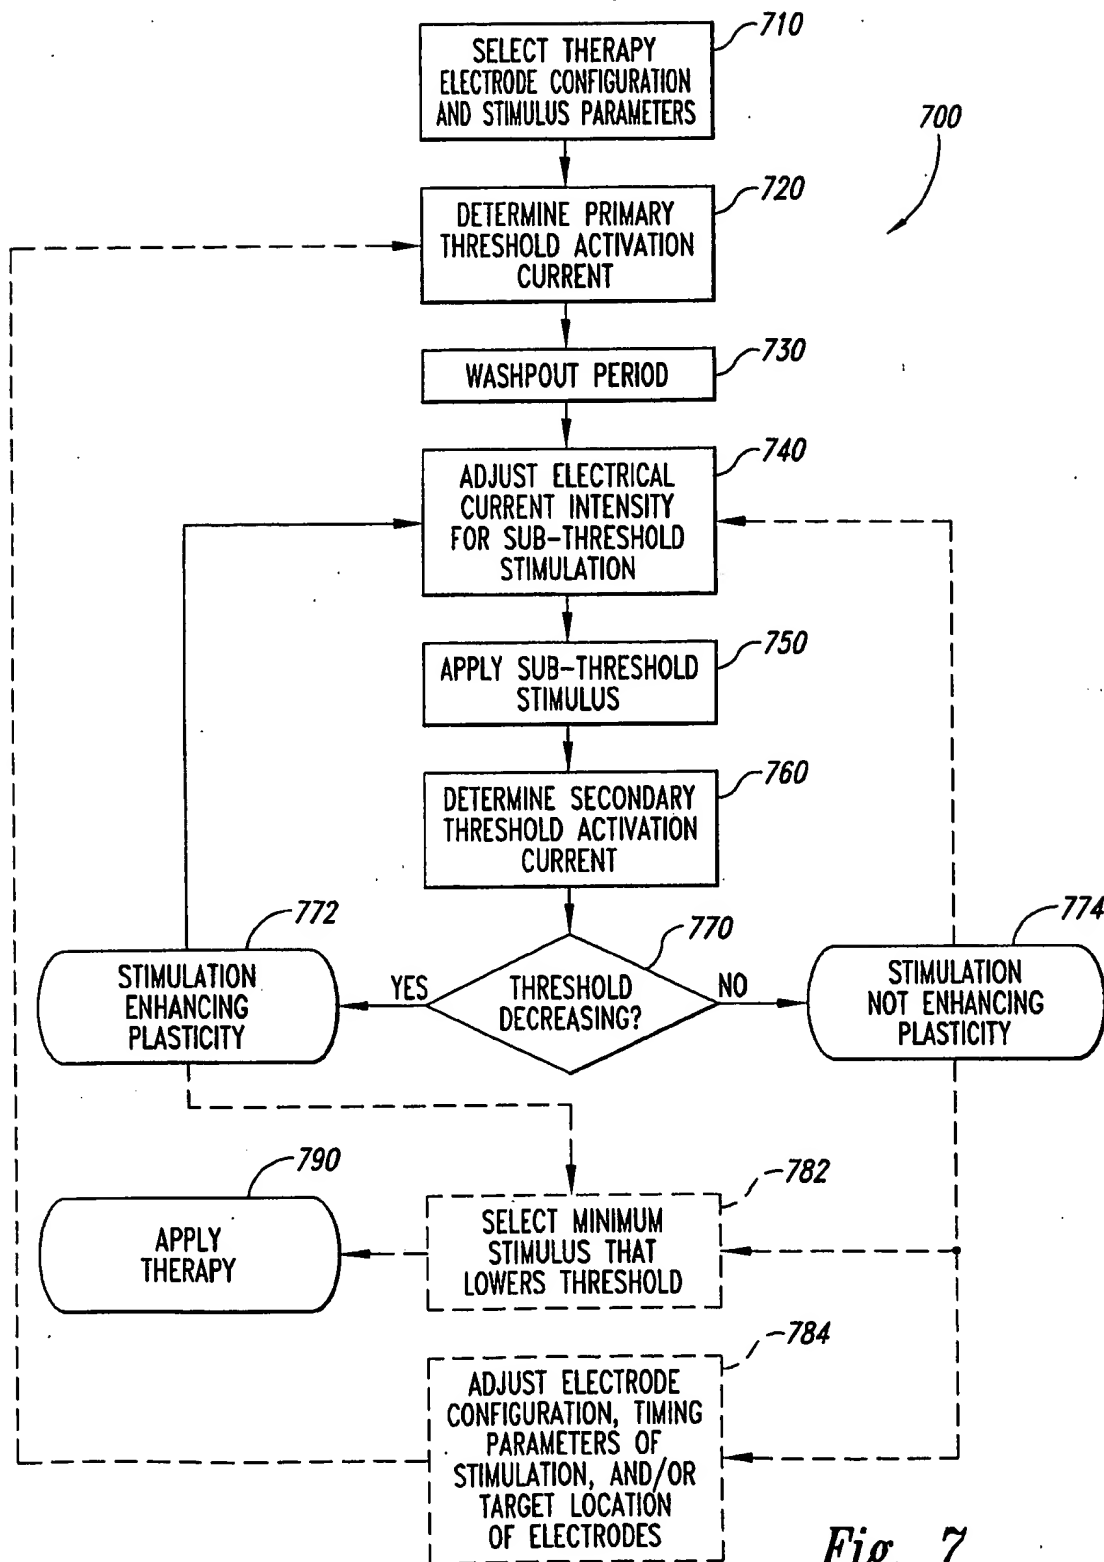 710
SELECT THERAPY
ELECTRODE CONFIGURATION
AND STIMULUS PARAMETERS
700
720
DETERMINE PRIMARY
THRESHOLD ACTIVATION
CURRENT
730
WASHPOUT PERIOD
740
ADJUST ELECTRICAL
CURRENT INTENSITY
FOR SUB-THRESHOLD
STIMULATION
750
APPLY SUB-THRESHOLD
STIMULUS
760
DETERMINE SECONDARY
THRESHOLD ACTIVATION
CURRENT
772
770
774
STIMULATION
ENHANCING
PLASTICITY
YES
THRESHOLD
DECREASING?
NO
STIMULATION
NOT ENHANCING
PLASTICITY
790
782
APPLY
THERAPY
SELECT MINIMUM
STIMULUS THAT
LOWERS THRESHOLD
784
ADJUST ELECTRODE
CONFIGURATION, TIMING
PARAMETERS OF
STIMULATION, AND/OR
TARGET LOCATION
OF ELECTRODES
Fig. 7